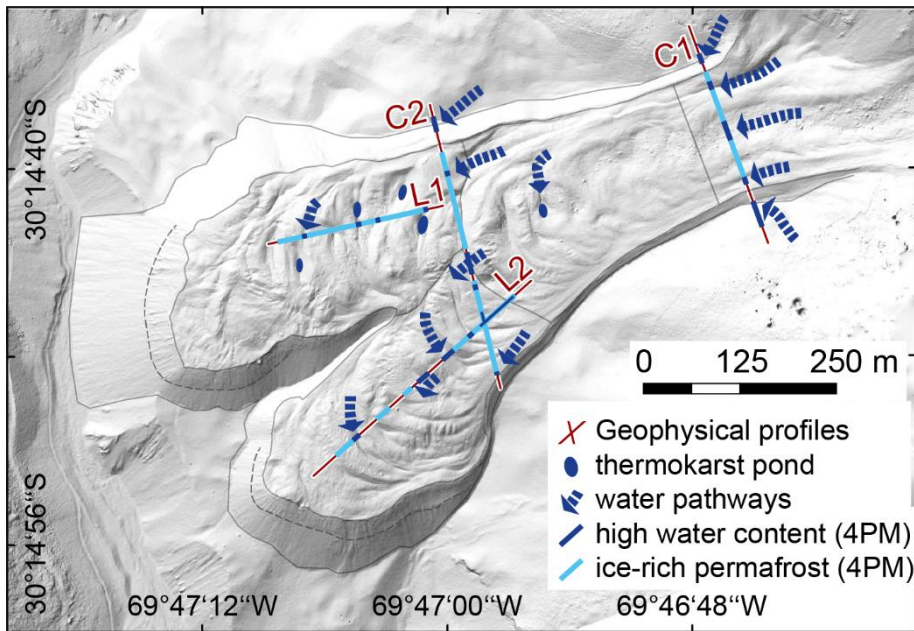 C1
C2
L1
L2
30°14‘40“S
30°14‘56“S
0 125 250 m
Geophysical profiles
thermokarst pond
water pathways
high water content (4PM)
ice-rich permafrost (4PM)
69°47‘12“W 69°47‘00“W 69°46‘48“W